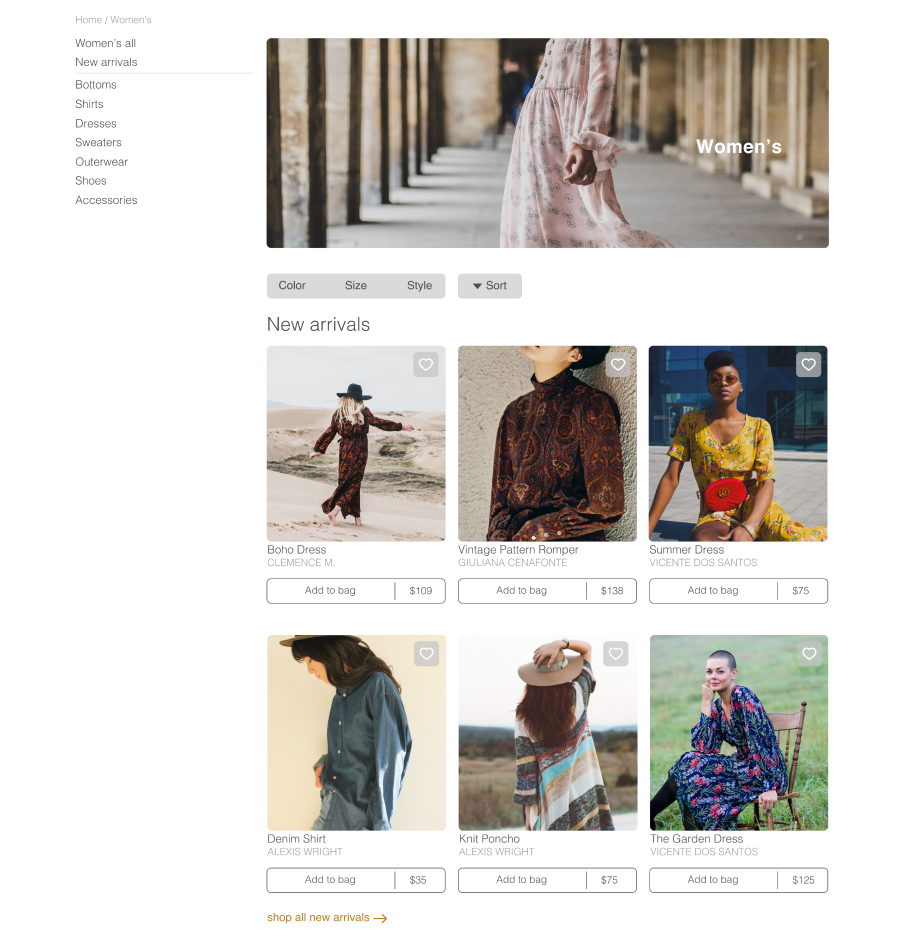 Home / Women's
Women's all
New arrivals
Bottoms
Shirts
Dresses
Sweaters
Outerwear
Shoes
Accessories
Women's
Color Size Style Sort
New arrivals
Boho Dress
CLEMENCE M.
Add to bag $109
Vintage Pattern Romper
GIULIANA CENAFONTE
Add to bag $138
Summer Dress
VICENTE DOS SANTOS
Add to bag $75
Denim Shirt
ALEXIS WRIGHT
Add to bag $35
Knit Poncho
ALEXIS WRIGHT
Add to bag $75
The Garden Dress
VICENTE DOS SANTOS
Add to bag $125
shop all new arrivals